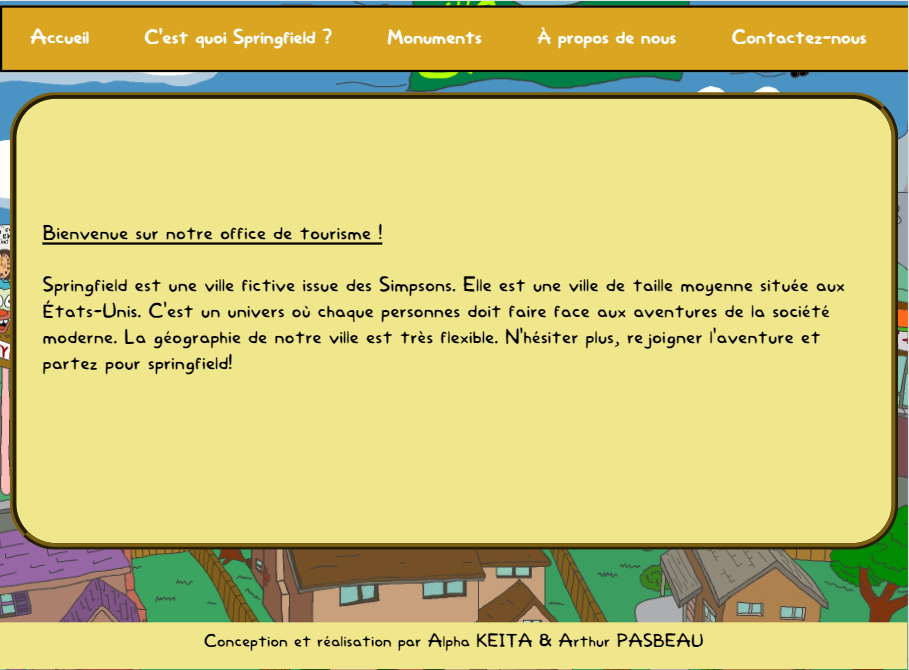 Accueil C'est quoi Springfield ? Monuments À propos de nous Contactez-nous
Bienvenue sur notre office de tourisme !
Springfield est une ville fictive issue des Simpsons. Elle est une ville de taille moyenne située aux
États-Unis. C'est un univers où chaque personnes doit faire face aux aventures de la société
moderne. La géographie de notre ville est très flexible. N'hésiter plus, rejoigner l'aventure et
partez pour springfield!
Conception et réalisation par Alpha KEITA & Arthur PASBEAU